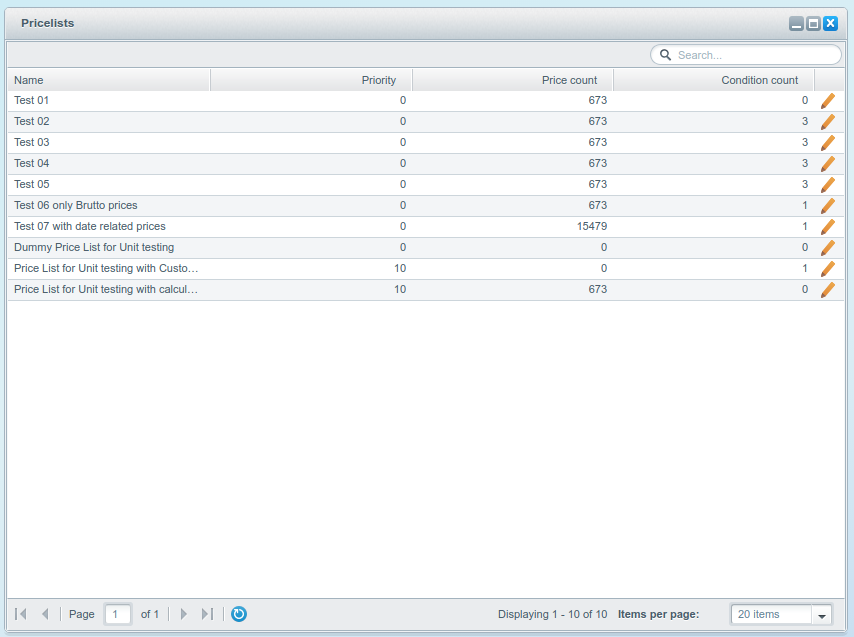 Pricelists
Search...
Name Priority Price count Condition count
Test 01 0 673 0
Test 02 0 673 3
Test 03 0 673 3
Test 04 0 673 3
Test 05 0 673 3
Test 06 only Brutto prices 0 673 1
Test 07 with date related prices 0 15479 1
Dummy Price List for Unit testing 0 0 0
Price List for Unit testing with Custo... 10 0 1
Price List for Unit testing with calcul... 10 673 0
Page 1 of 1 Displaying 1 - 10 of 10 Items per page: 20 items